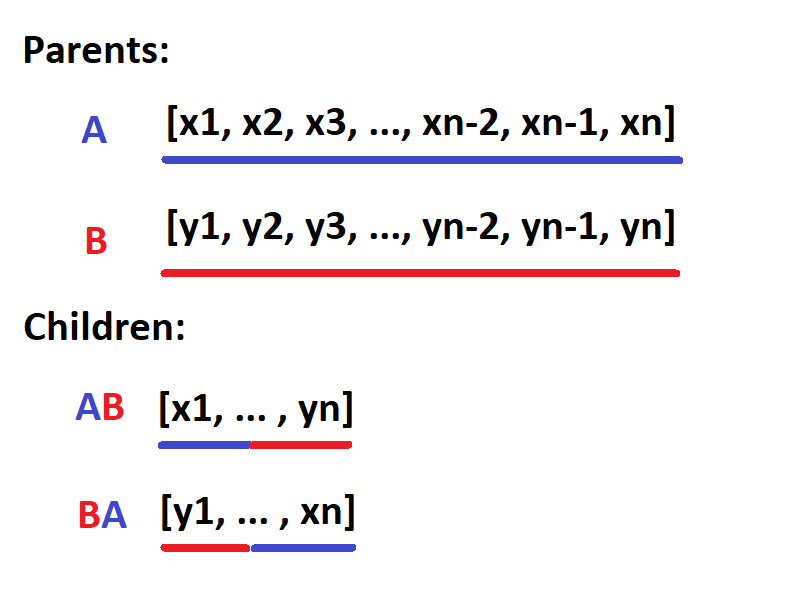 Parents:
A [x1, x2, x3, ..., xn-2, xn-1, xn]
B [y1, y2, y3, ..., yn-2, yn-1, yn]
Children:
AB [x1, ... , yn]
BA [y1, ... , xn]